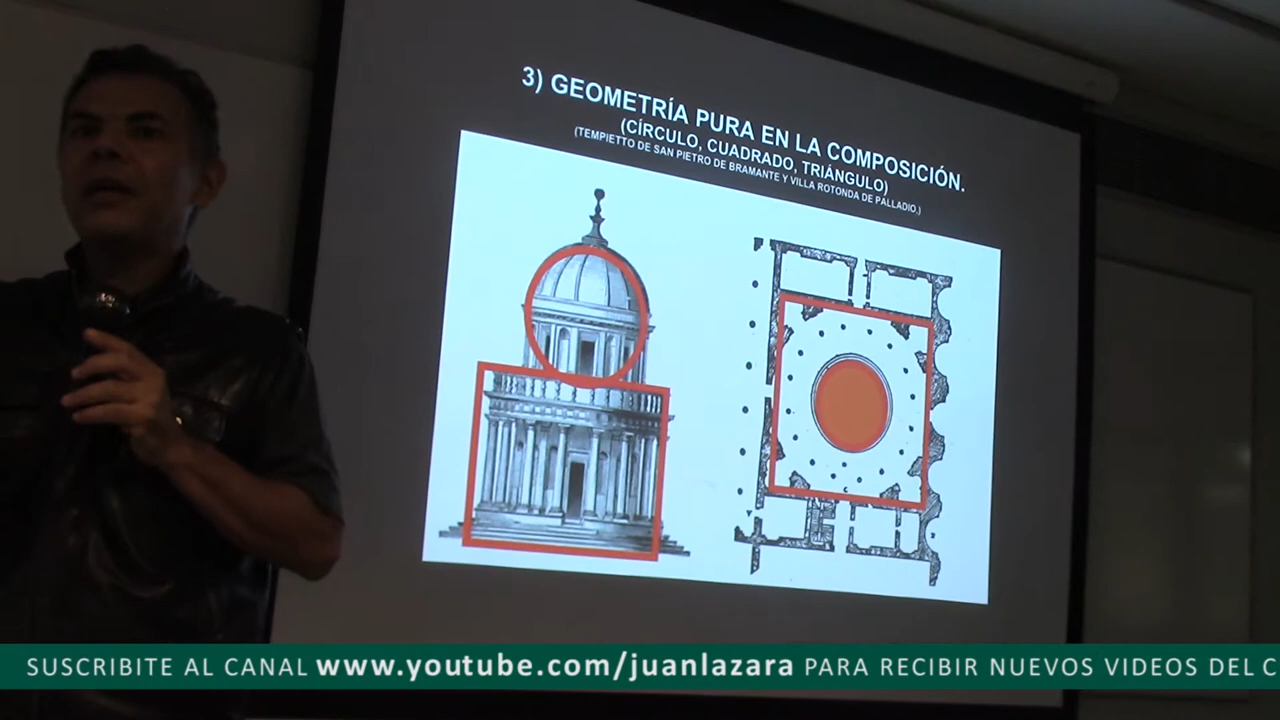 3) GEOMETRÍA PURA EN LA COMPOSICIÓN.
(CÍRCULO, CUADRADO, TRIÁNGULO)
(TEMPIETTO DE SAN PIETRO DE BRAMANTE Y VILLA ROTONDA DE PALLADIO.)
SUSCRIBITE AL CANAL www.youtube.com/juanlazara PARA RECIBIR NUEVOS VIDEOS DEL C